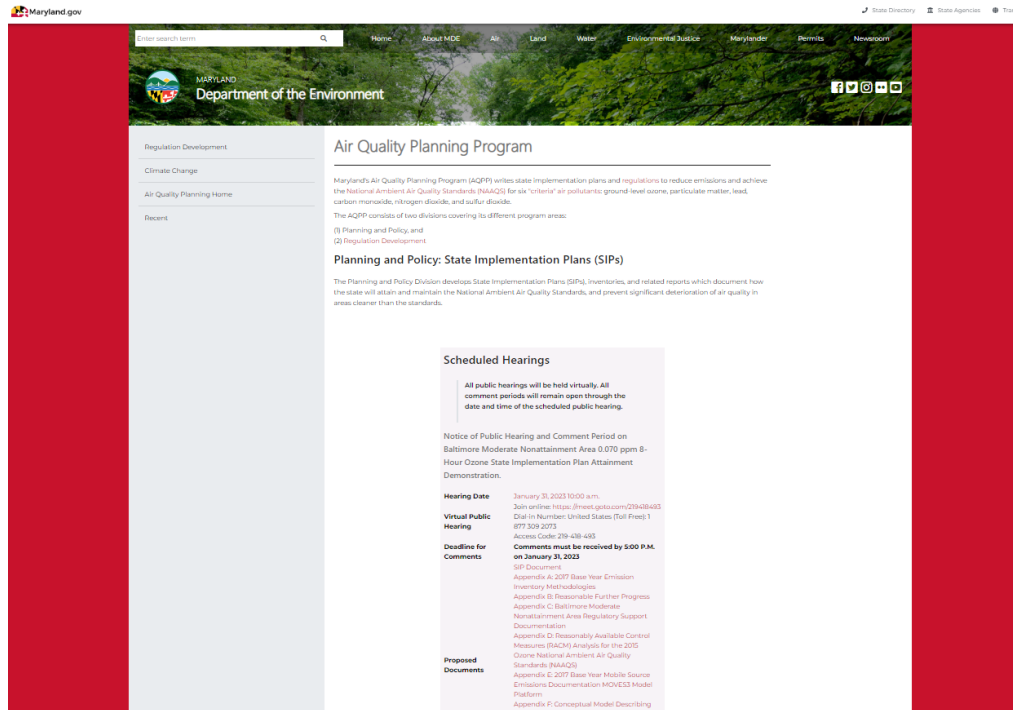 Maryland.gov
State Directory
State Agencies
Enter search term
Home
About MDE
Air
Land
Water
Environmental Justice
Marylander
Permits
Newsroom
MARYLAND
Department of the Environment
Regulation Development
Climate Change
Air Quality Planning Home
Recent
Air Quality Planning Program
Maryland's Air Quality Planning Program (AQPP) writes state implementation plans and regulations to reduce emissions and achieve
the National Ambient Air Quality Standards (NAAQS) for six "criteria" air pollutants: ground-level ozone, particulate matter, lead,
carbon monoxide, nitrogen dioxide, and sulfur dioxide.
The AQPP consists of two divisions covering its different program areas:
(1) Planning and Policy, and
(2) Regulation Development
Planning and Policy: State Implementation Plans (SIPs)
The Planning and Policy Division develops State Implementation Plans (SIPs), inventories, and related reports which document how
the state will attain and maintain the National Ambient Air Quality Standards, and prevent significant deterioration of air quality in
areas cleaner than the standards.
Scheduled Hearings
All public hearings will be held virtually. All
comment periods will remain open through the
date and time of the scheduled public hearing.
Notice of Public Hearing and Comment Period on
Baltimore Moderate Nonattainment Area 0.070 ppm 8-
Hour Ozone State Implementation Plan Attainment
Demonstration.
Hearing Date
January 31, 2023 10:00 a.m.
Virtual Public
Hearing
Join online: https://meet.goto.com/219418493
Dial-In Number: United States (Toll Free): 1
877 309 2073
Access Code: 219-418-493
Deadline for
Comments
Comments must be received by 5:00 P.M.
on January 31, 2023
Proposed
Documents
SIP Document
Appendix A: 2017 Base Year Emission
Inventory Methodologies
Appendix B: Reasonable Further Progress
Appendix C: Baltimore Moderate
Nonattainment Area Regulatory Support
Documentation
Appendix D: Reasonably Available Control
Measures (RACM) Analysis for the 2015
Ozone National Ambient Air Quality
Standards (NAAQS)
Appendix E: 2017 Base Year Mobile Source
Emissions Documentation MOVES3 Model
Platform
Appendix F: Conceptual Model Describing